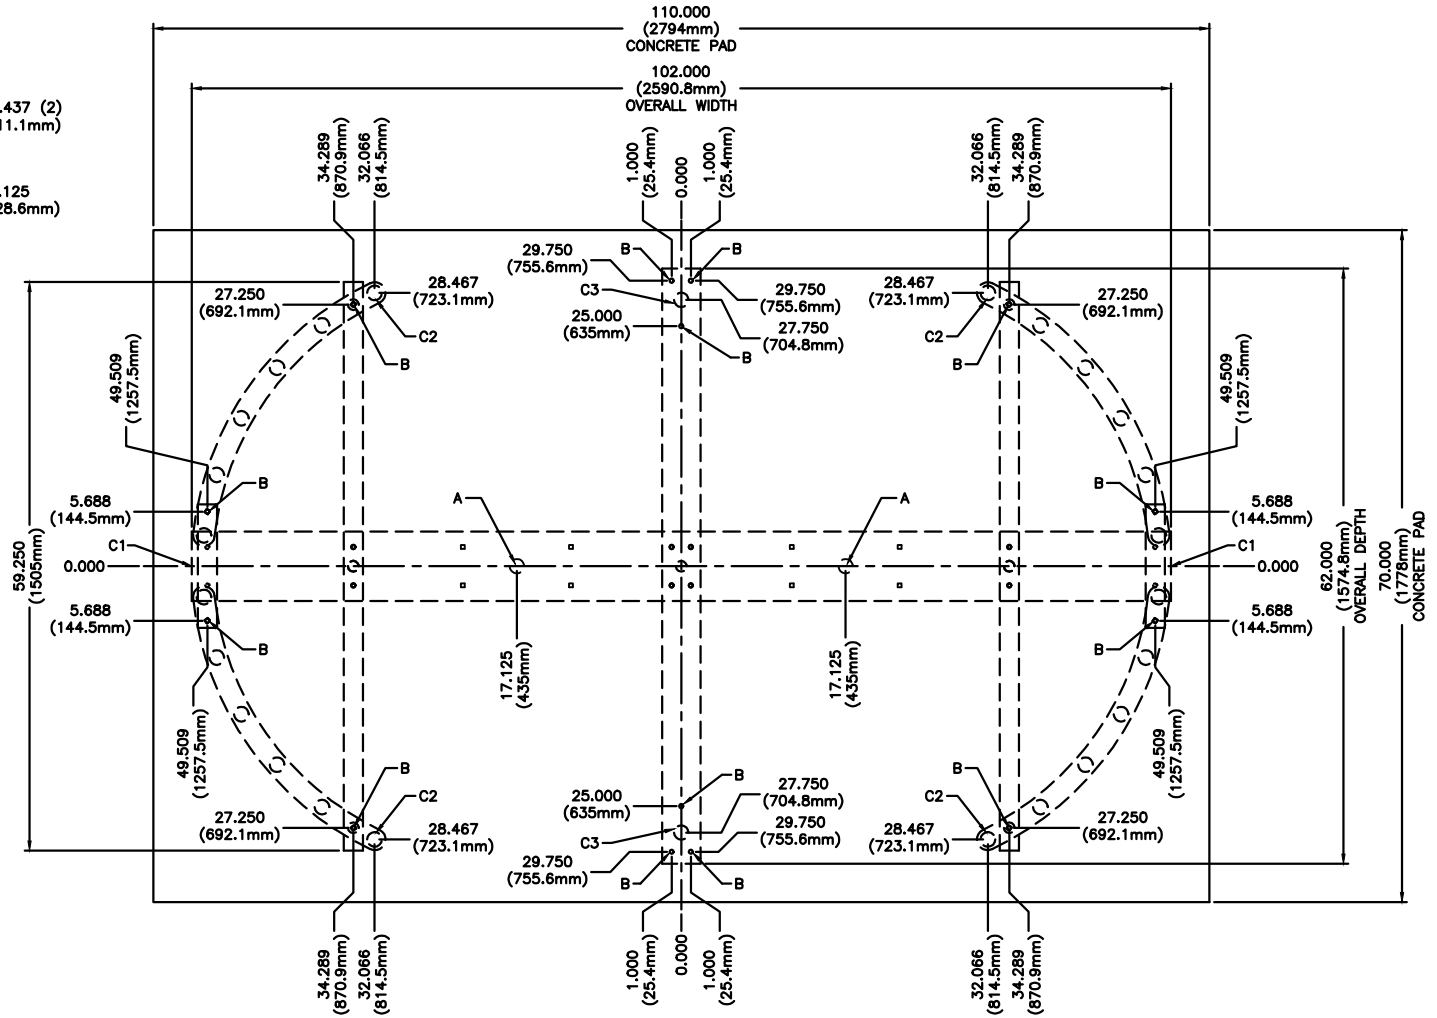 110.000
(2794mm)
CONCRETE PAD
102.000
(2590.8mm)
OVERALL WIDTH
.437 (2)
11.1mm)
.125
28.6mm)
34.289
(870.9mm)
32.066
(814.5mm)
1.000
(25.4mm)
0.000
1.000
(25.4mm)
32.066
(814.5mm)
34.289
(870.9mm)
29.750
(755.6mm)
B
B
28.467
(723.1mm)
27.250
(692.1mm)
C3
29.750
(755.6mm)
28.467
(723.1mm)
27.250
(692.1mm)
25.000
(635mm)
27.750
(704.8mm)
C2
B
B
C2
B
49.509
(1257.5mm)
49.509
(1257.5mm)
B
A
A
B
5.688
(144.5mm)
5.688
(144.5mm)
C1
C1
0.000
0.000
59.250
(1505mm)
62.000
(1574.8mm)
OVERALL DEPTH
70.000
(1778mm)
CONCRETE PAD
5.688
(144.5mm)
5.688
(144.5mm)
B
B
17.125
(435mm)
17.125
(435mm)
49.509
(1257.5mm)
49.509
(1257.5mm)
B
B
B
25.000
(635mm)
27.750
(704.8mm)
C2
C2
27.250
(692.1mm)
28.467
(723.1mm)
C3
29.750
(755.6mm)
28.467
(723.1mm)
27.250
(692.1mm)
29.750
(755.6mm)
B
B
34.289
(870.9mm)
32.066
(814.5mm)
1.000
(25.4mm)
0.000
1.000
(25.4mm)
32.066
(814.5mm)
34.289
(870.9mm)